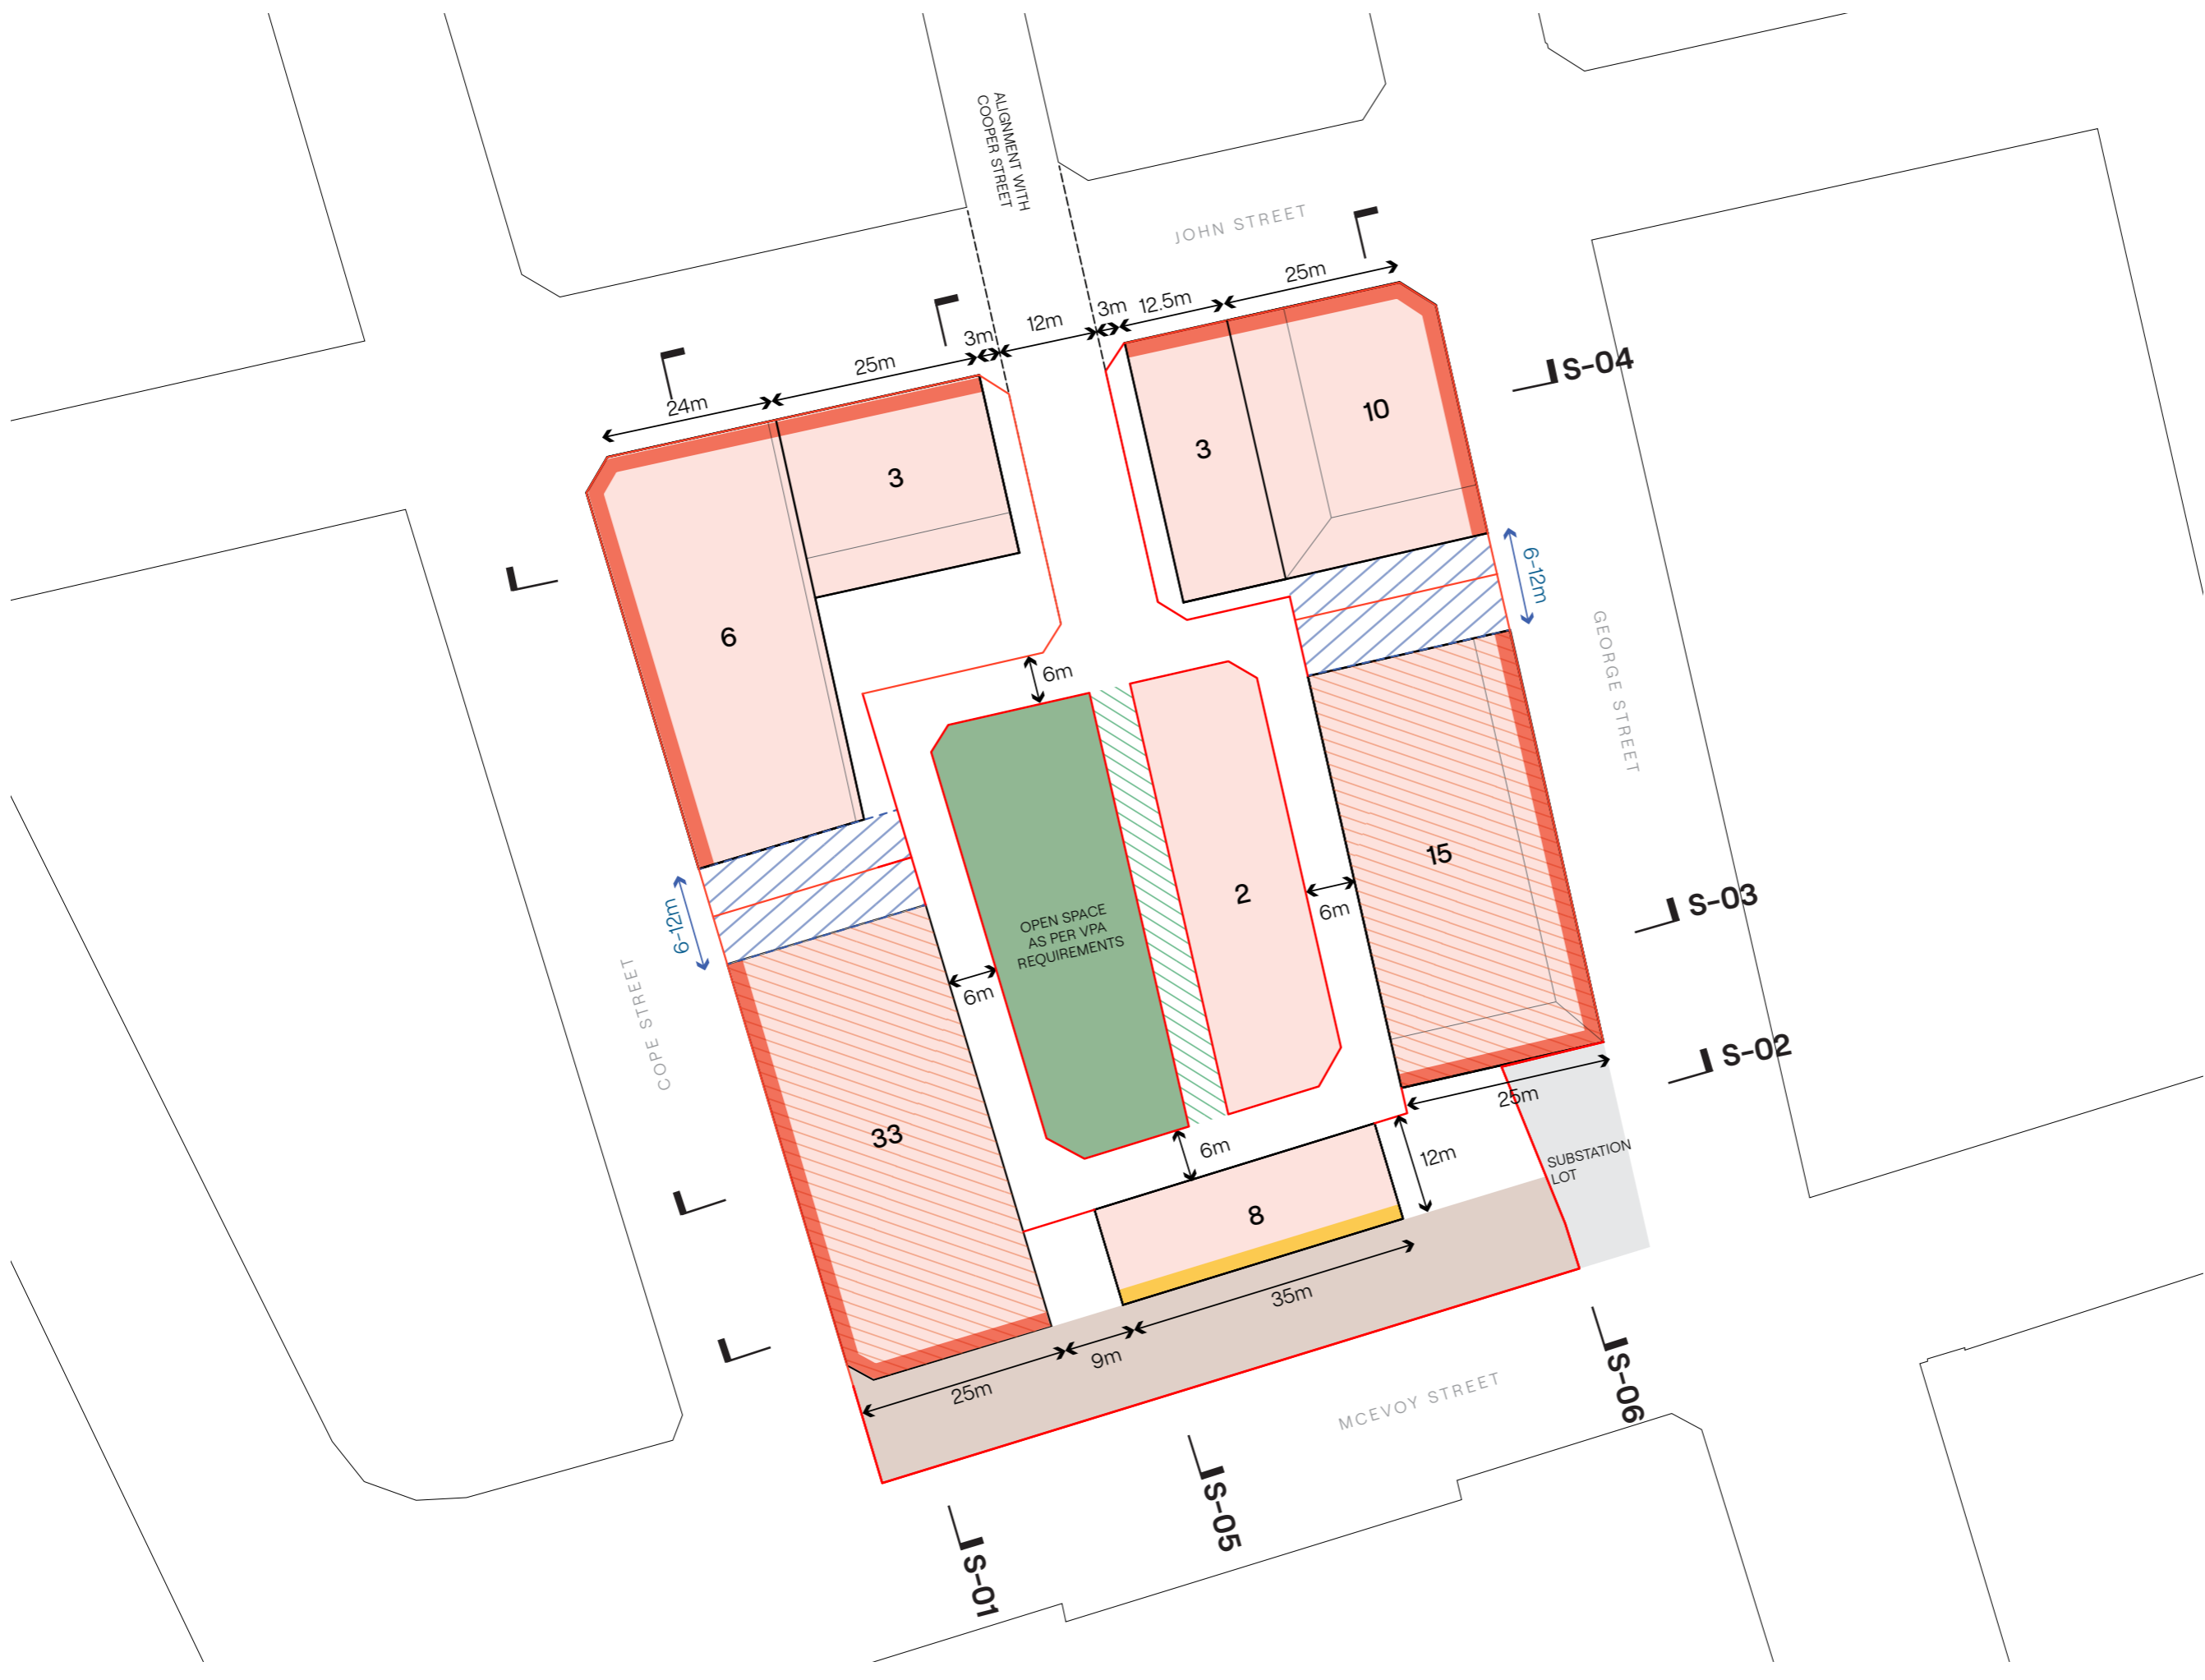 ALIGNMENT WITH
COOPER STREET
JOHN STREET
25m
3m
12.5m
12m
3m
25m
24m
S-04
10
3
3
6
6-12m
GEORGE STREET
6m
15
2
6m
S-03
OPEN SPACE
AS PER VPA
REQUIREMENTS
6-12m
COPE STREET
6m
S-02
25m
33
6m
12m
SUBSTATION
LOT
8
35m
9m
25m
MCEVOY STREET
S-06
S-05
S-01